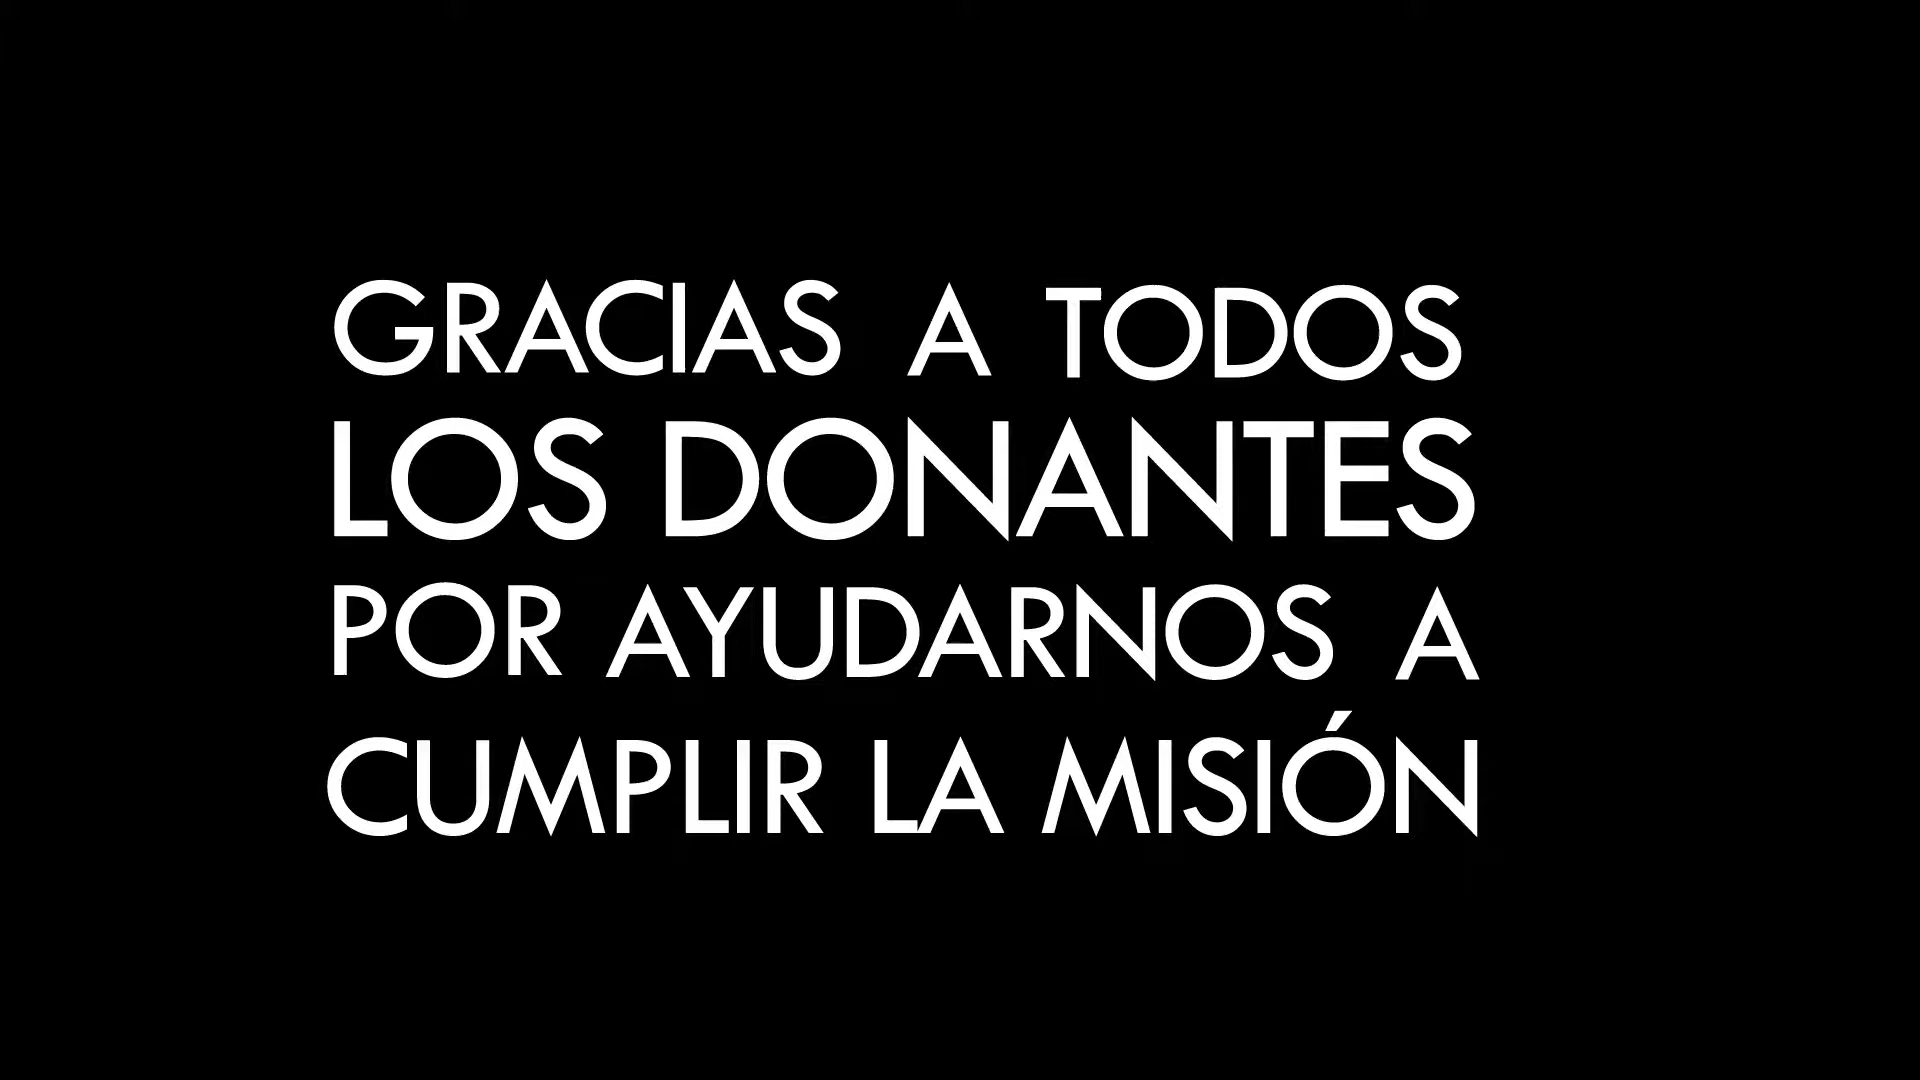 GRACIAS A TODOS
LOS DONANTES
POR AYUDARNOS A
CUMPLIR LA MISIÓN